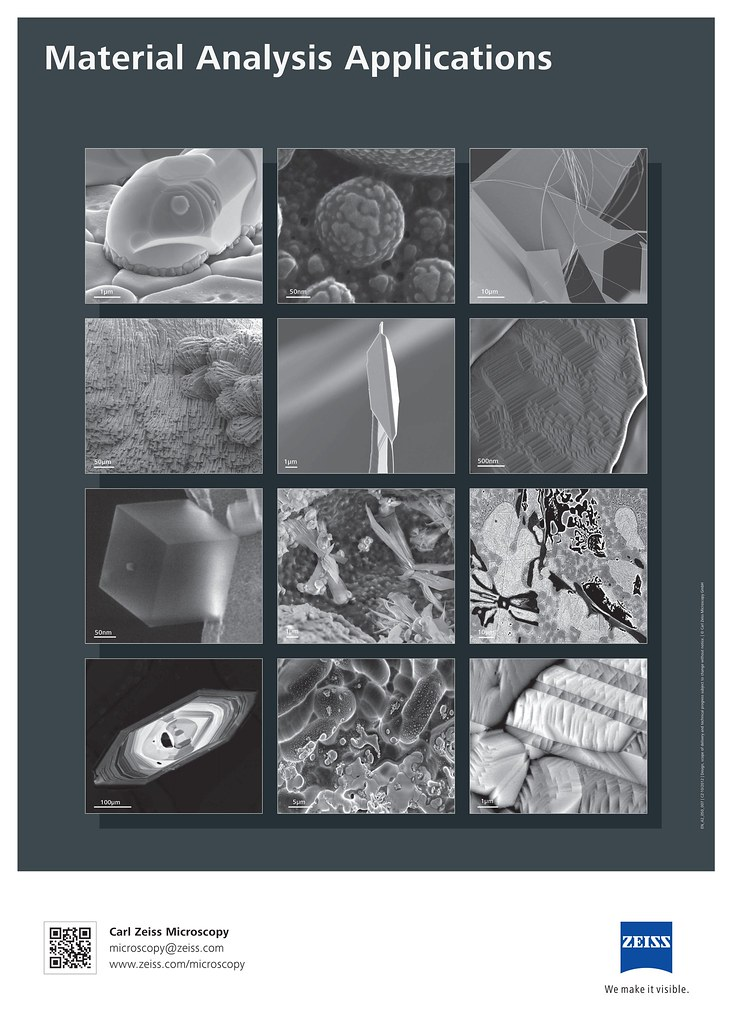 Material Analysis Applications
1µm
50nm
10µm
50µm
1µm
500nm
50nm
10µm
100µm
5µm
1µm
Carl Zeiss Microscopy
microscopy@zeiss.com
www.zeiss.com/microscopy
ZEISS
We make it visible.